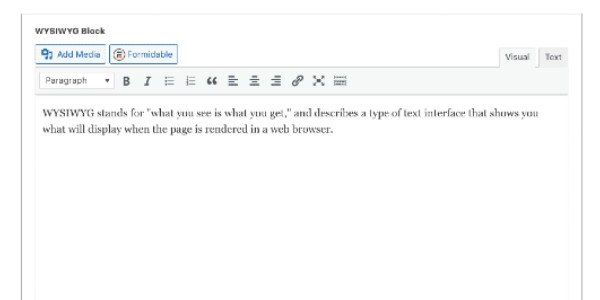 WYSIWYG Block
Add Media Formidable
Visual Text
Paragraph B I
WYSIWYG stands for "what you see is what you get," and describes a type of text interface that shows you
what will display when the page is rendered in a web browser.